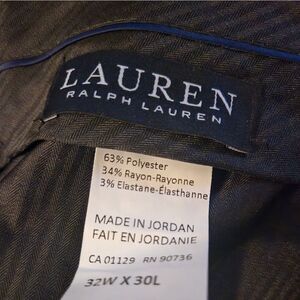 LAUREN
RALPH LAUREN
63% Polyester
34% Rayon-Rayonne
3% Elastane-Élasthanne
MADE IN JORDAN
FAIT EN JORDANIE
CA 01129 RN 90736
32W X 30L